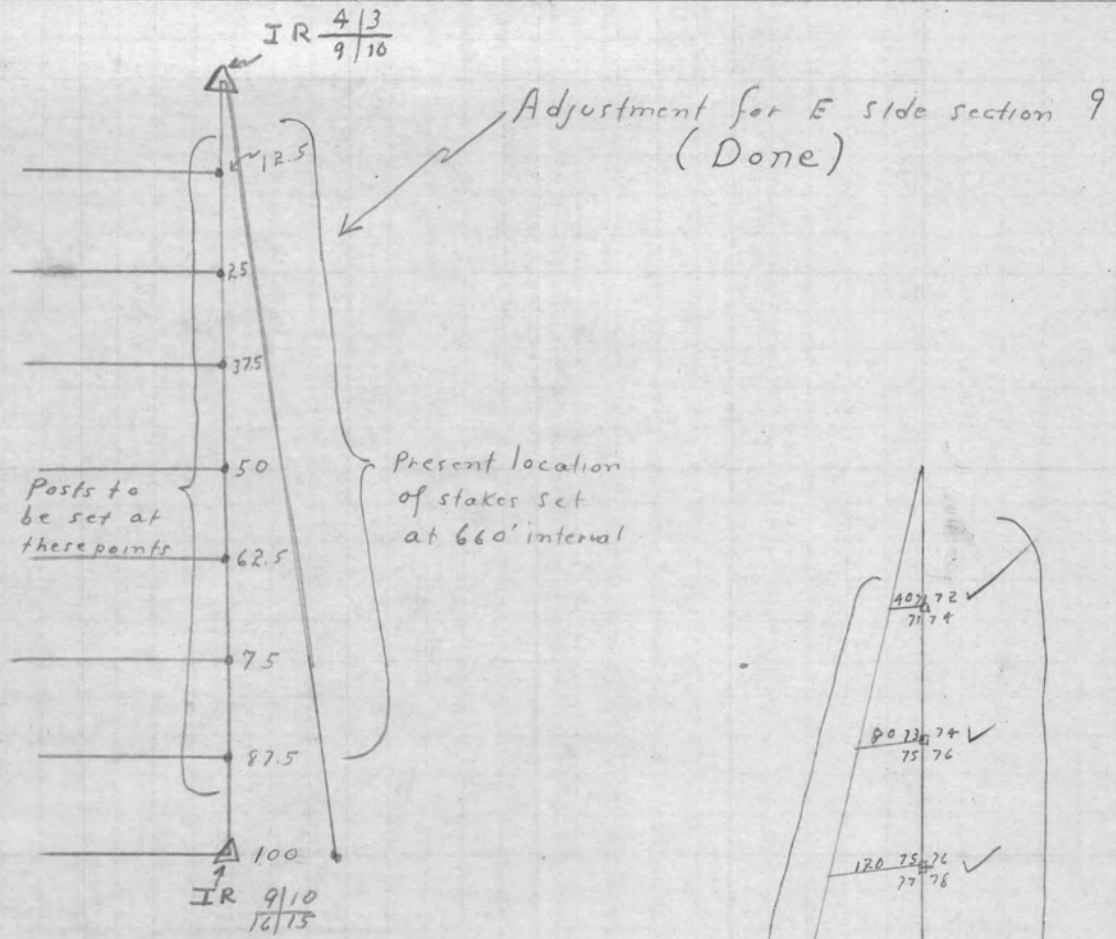 IR 4|3
9|10
Adjustment for E side section 9
(Done)
12.5
25
37.5
50
Posts to
be set at
these points
Present location
of stakes set
at 660' interval
62.5
75
87.5
100
IR 9|10
16|15
40 72
71 74
80 73 74
75 76
120 75 76
77 78